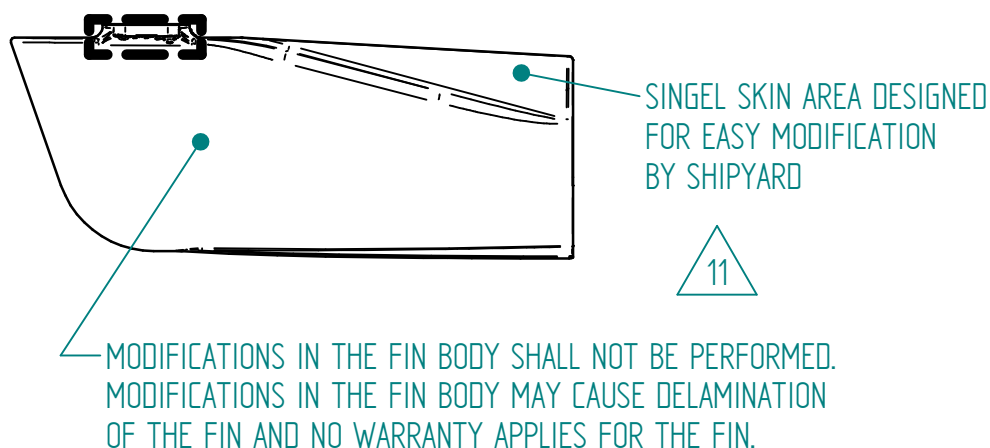 SINGEL SKIN AREA DESIGNED
FOR EASY MODIFICATION
BY SHIPYARD
11
MODIFICATIONS IN THE FIN BODY SHALL NOT BE PERFORMED.
MODIFICATIONS IN THE FIN BODY MAY CAUSE DELAMINATION
OF THE FIN AND NO WARRANTY APPLIES FOR THE FIN.